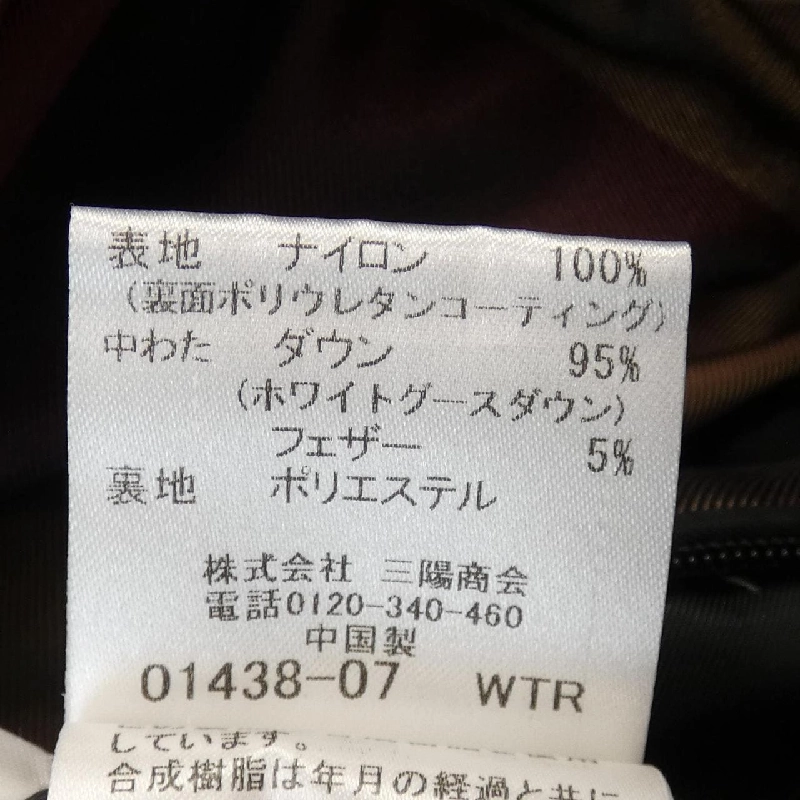 表地 ナイロン 100%
(裏面ポリウレタンコーティング)
中わた ダウン 95%
(ホワイトグースダウン)
フェザー 5%
裏地 ポリエステル
株式会社 三陽商会
電話0120-340-460
中国製
01438-07 WTR
しています。
合成樹脂は年月の経過と共に